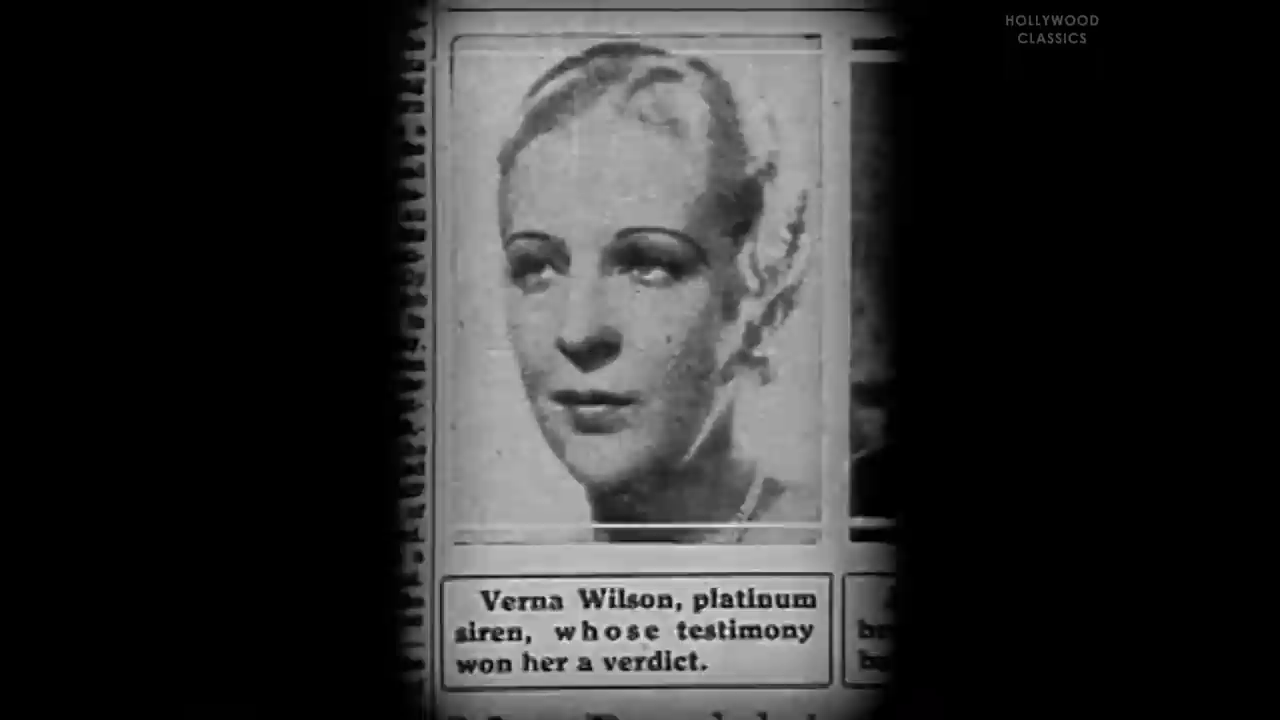 HOLLYWOOD
CLASSICS
Verna Wilson, platinum
siren, whose testimony
won her a verdict.